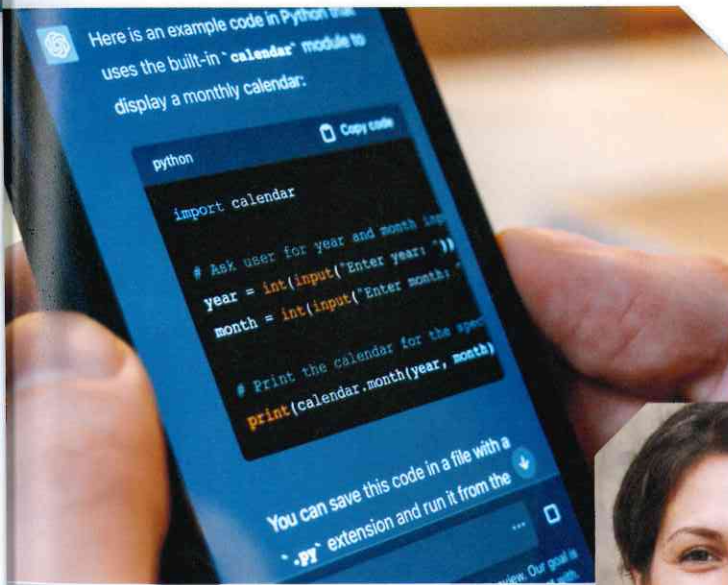 Here is an example code in Python that
uses the built-in `calendar` module to
display a monthly calendar:
python
Copy code
import calendar
# Ask user for year and month
year = int(input("Enter year: "))
month = int(input("Enter month: "
# Print the calendar for the
print(calendar.month(year, month)
You can save this code in a file with a
`.py` extension and run it from the
...
Our goal is